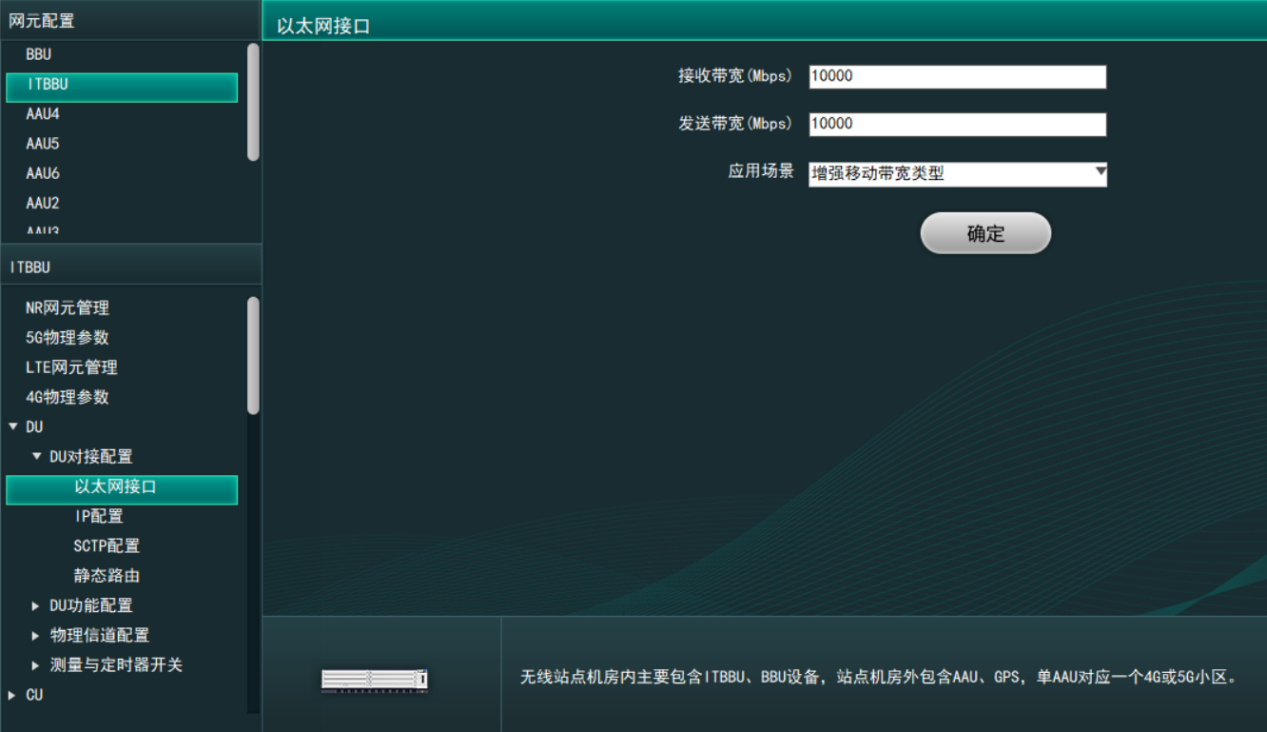 网元配置
BBU
ITBBU
AAU4
AAU5
AAU6
AAU2
AAU3
ITBBU
NR网元管理
5G物理参数
LTE网元管理
4G物理参数
DU
DU对接配置
以太网接口
IP配置
SCTP配置
静态路由
DU功能配置
物理信道配置
测量与定时器开关
CU
以太网接口
接收带宽(Mbps) 10000
发送带宽(Mbps) 10000
应用场景 增强移动带宽类型
确定
无线站点机房内主要包含ITBBU、BBU设备，站点机房外包含AAU、GPS，单AAU对应一个4G或5G小区。